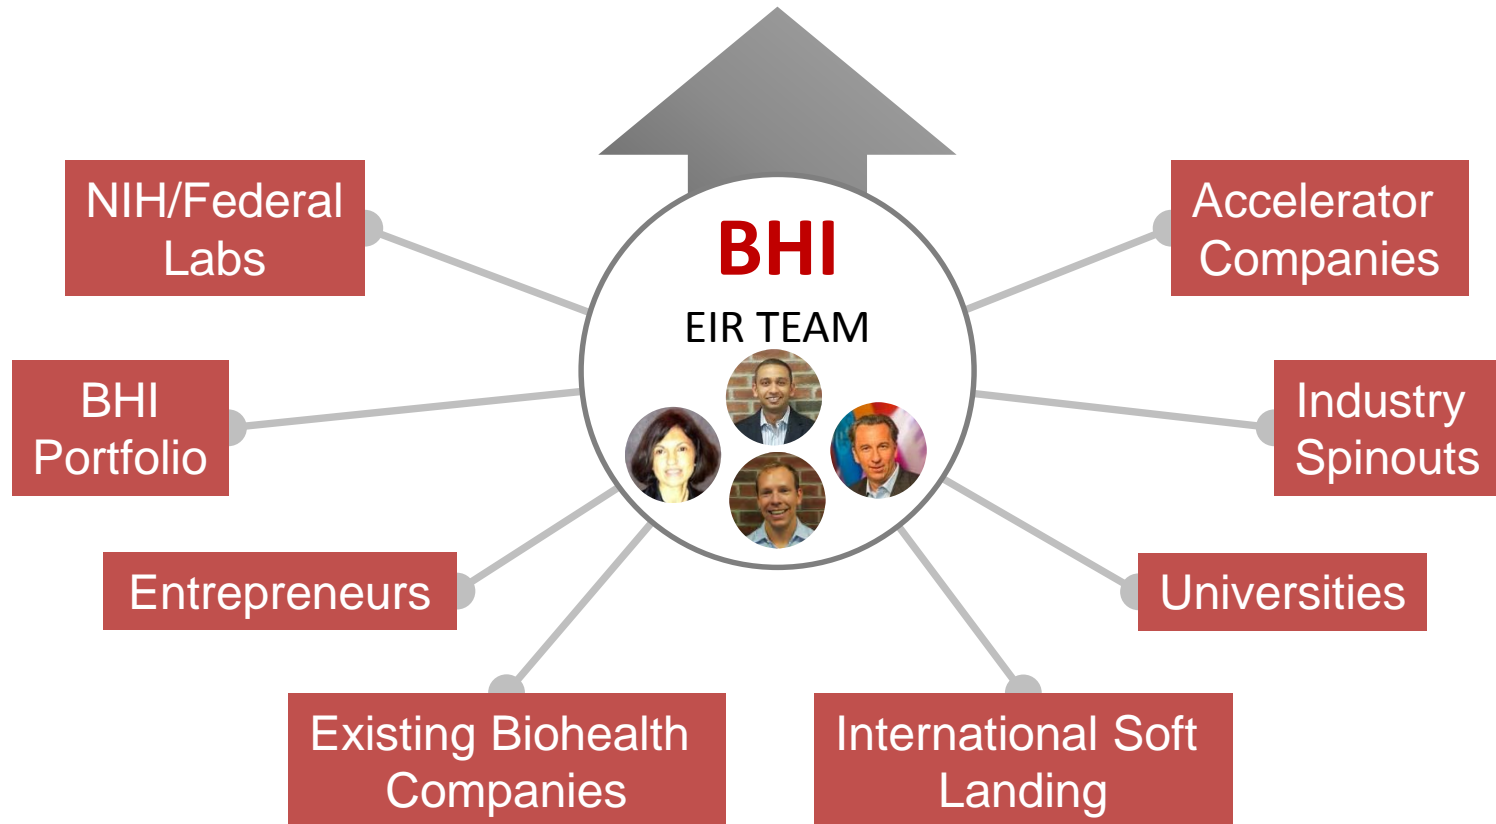 BHI
EIR TEAM
NIH/Federal
Labs
BHI
Portfolio
Entrepreneurs
Existing Biohealth
Companies
International Soft
Landing
Universities
Industry
Spinouts
Accelerator
Companies